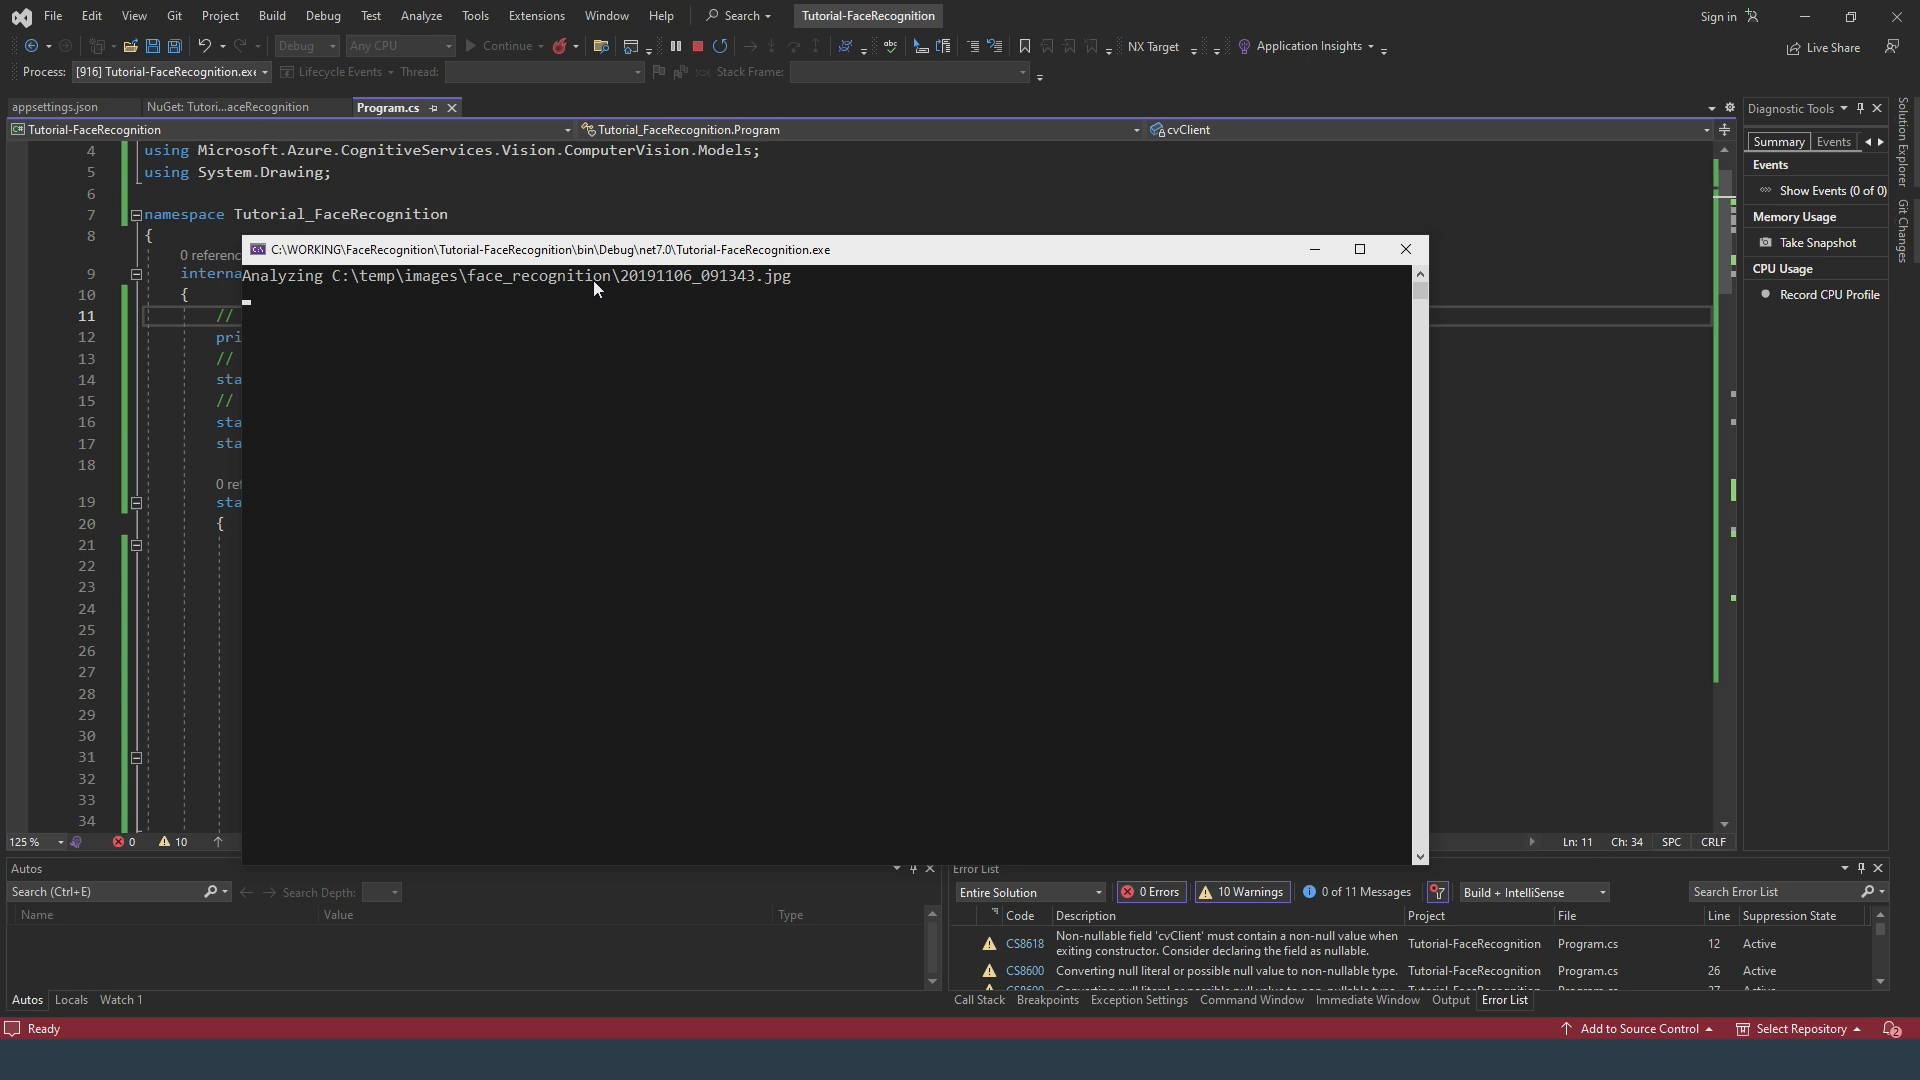 File Edit View Git Project Build Debug Test Analyze Tools Extensions Window Help Search Tutorial-FaceRecognition Sign in
Debug Any CPU Continue NX Target Application Insights Live Share
Process: [916] Tutorial-FaceRecognition.exe Lifecycle Events Thread: Stack Frame:
appsettings.json NuGet: Tutori...aceRecognition Program.cs
Tutorial-FaceRecognition Tutorial_FaceRecognition.Program cvClient
4 using Microsoft.Azure.CognitiveServices.Vision.ComputerVision.Models;
5 using System.Drawing;
6
7 namespace Tutorial_FaceRecognition
8 {
0 referenc
9 interna
10 {
11 //
12 pri
13 //
14 sta
15 //
16 sta
17 sta
18
0 ref
19 sta
20 {
21
22
23
24
25
26
27
28
29
30
31
32
33
34
C:\WORKING\FaceRecognition\Tutorial-FaceRecognition\bin\Debug\net7.0\Tutorial-FaceRecognition.exe
Analyzing C:\temp\images\face_recognition\20191106_091343.jpg
Diagnostic Tools
Summary Events
Events
Show Events (0 of 0)
Memory Usage
Take Snapshot
CPU Usage
Record CPU Profile
Solution Explorer
Git Changes
125 % 0 10 Ln: 11 Ch: 34 SPC CRLF
Autos
Search (Ctrl+E) Search Depth:
Name Value Type
Autos Locals Watch 1
Error List
Entire Solution 0 Errors 10 Warnings 0 of 11 Messages Build + IntelliSense Search Error List
Code Description Project File Line Suppression State
CS8618 Non-nullable field 'cvClient' must contain a non-null value when exiting constructor. Consider declaring the field as nullable. Tutorial-FaceRecognition Program.cs 12 Active
CS8600 Converting null literal or possible null value to non-nullable type. Tutorial-FaceRecognition Program.cs 26 Active
Call Stack Breakpoints Exception Settings Command Window Immediate Window Output Error List
Ready Add to Source Control Select Repository 2